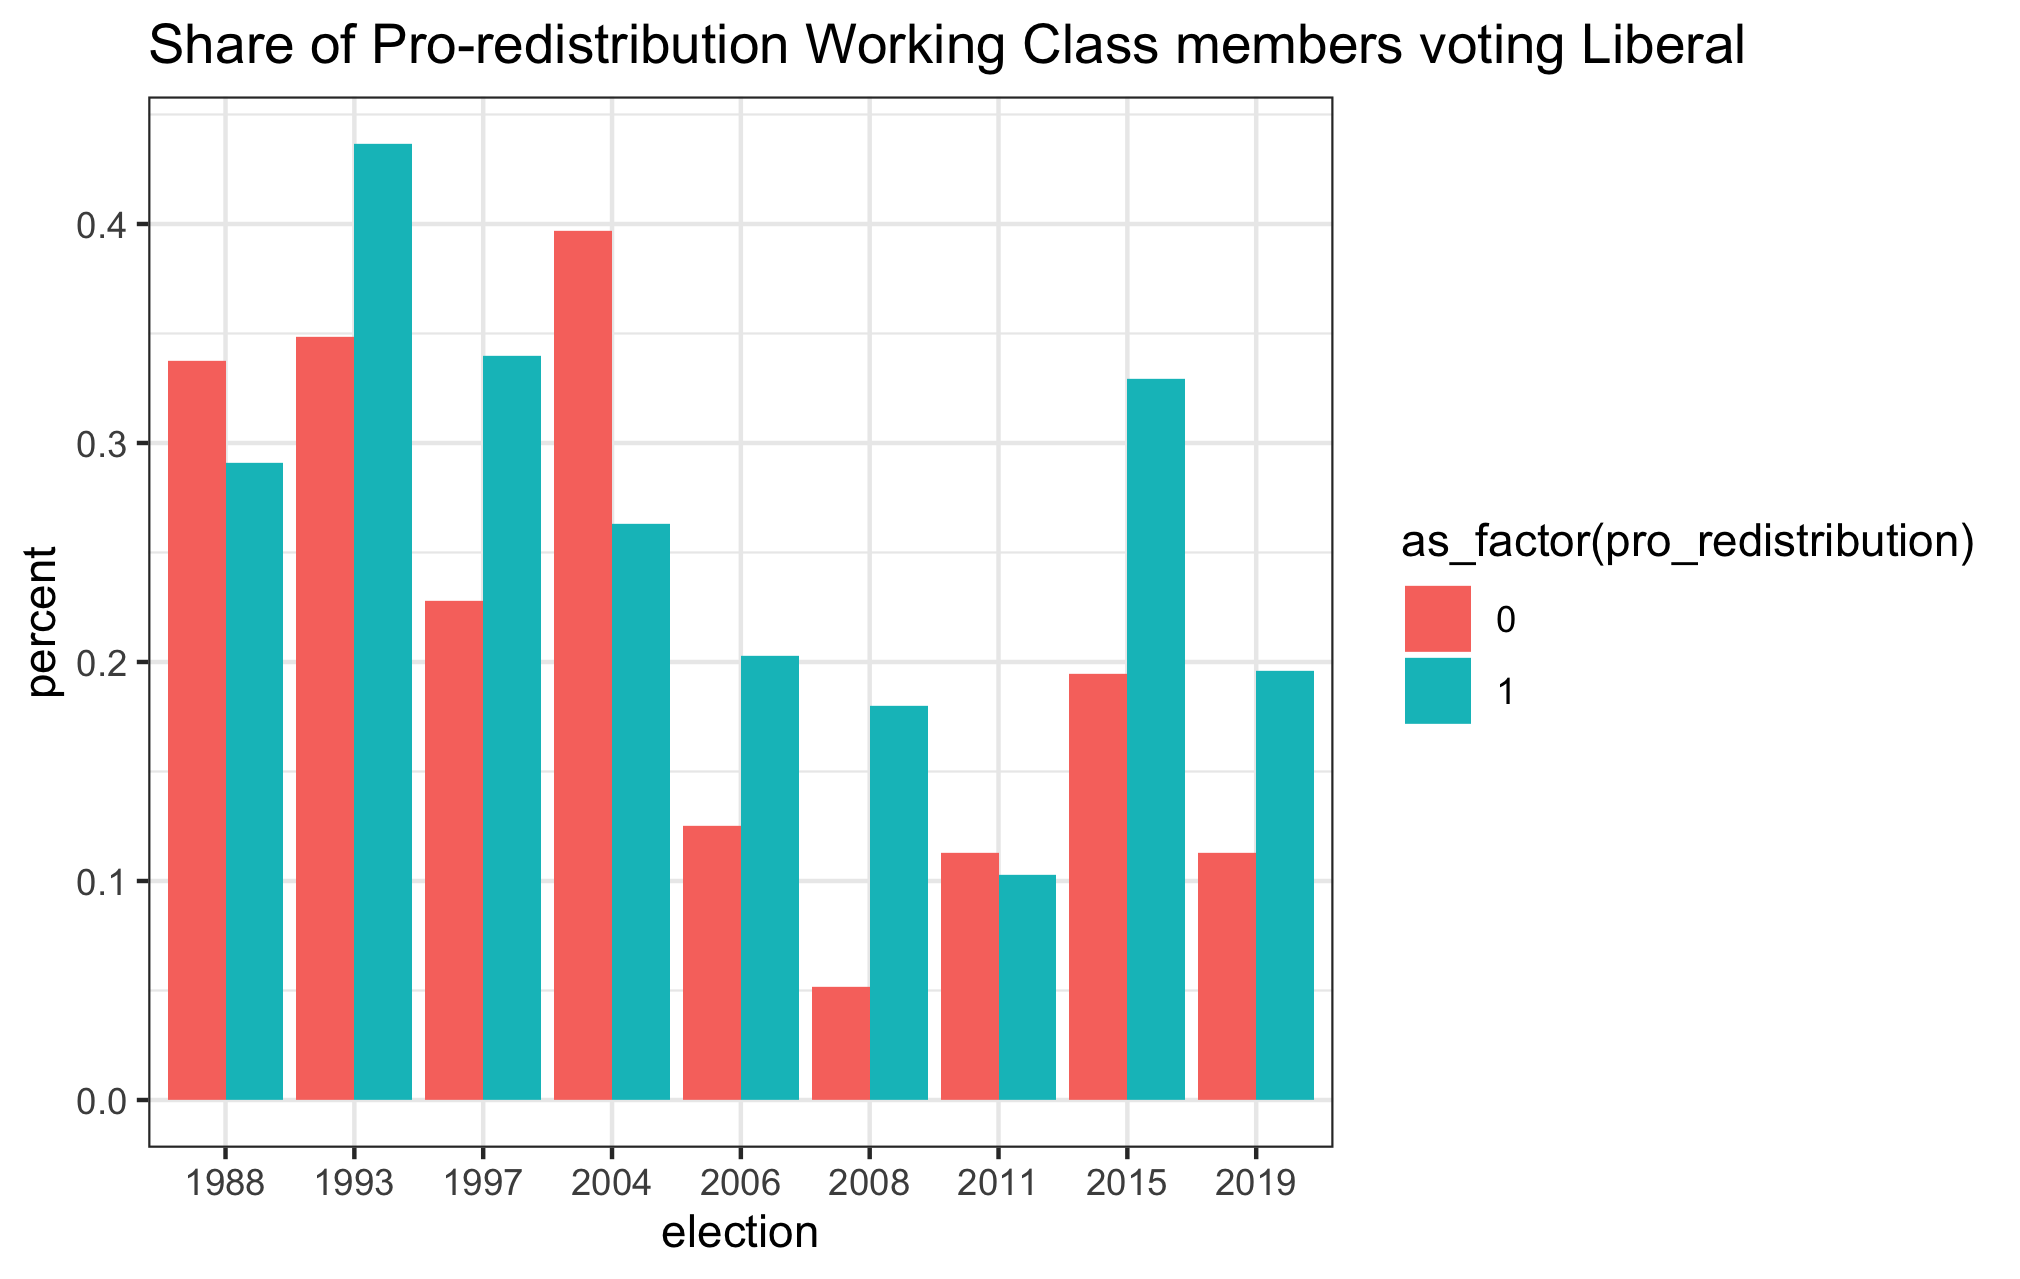 Share of Pro-redistribution Working Class members voting Liberal
percent
0.4
0.3
0.2
0.1
0.0
1988 1993 1997 2004 2006 2008 2011 2015 2019
election
as_factor(pro_redistribution)
0
1